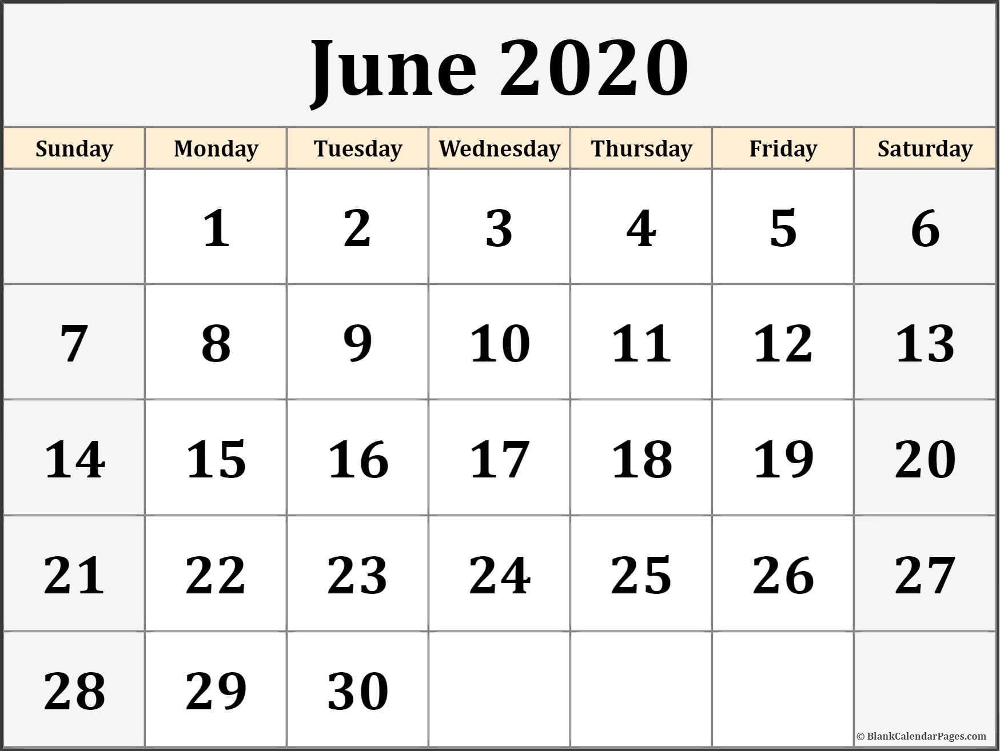 June 2020
Sunday Monday Tuesday Wednesday Thursday Friday Saturday
1 2 3 4 5 6
7 8 9 10 11 12 13
14 15 16 17 18 19 20
21 22 23 24 25 26 27
28 29 30
© BlankCalendarPages.com